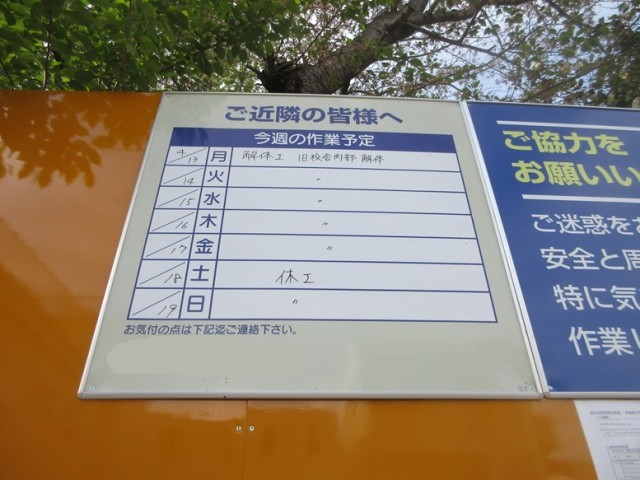 ご近隣の皆様へ
今週の作業予定
4/13 月 解体工 旧校舎内部解体
/14 火 〃
/15 水 〃
/16 木 〃
/17 金 〃
/18 土 休工
/19 日 〃
お気付の点は下記迄ご連絡下さい。
ご協力を
お願いい
ご迷惑をお
安全と周
特に気
作業し